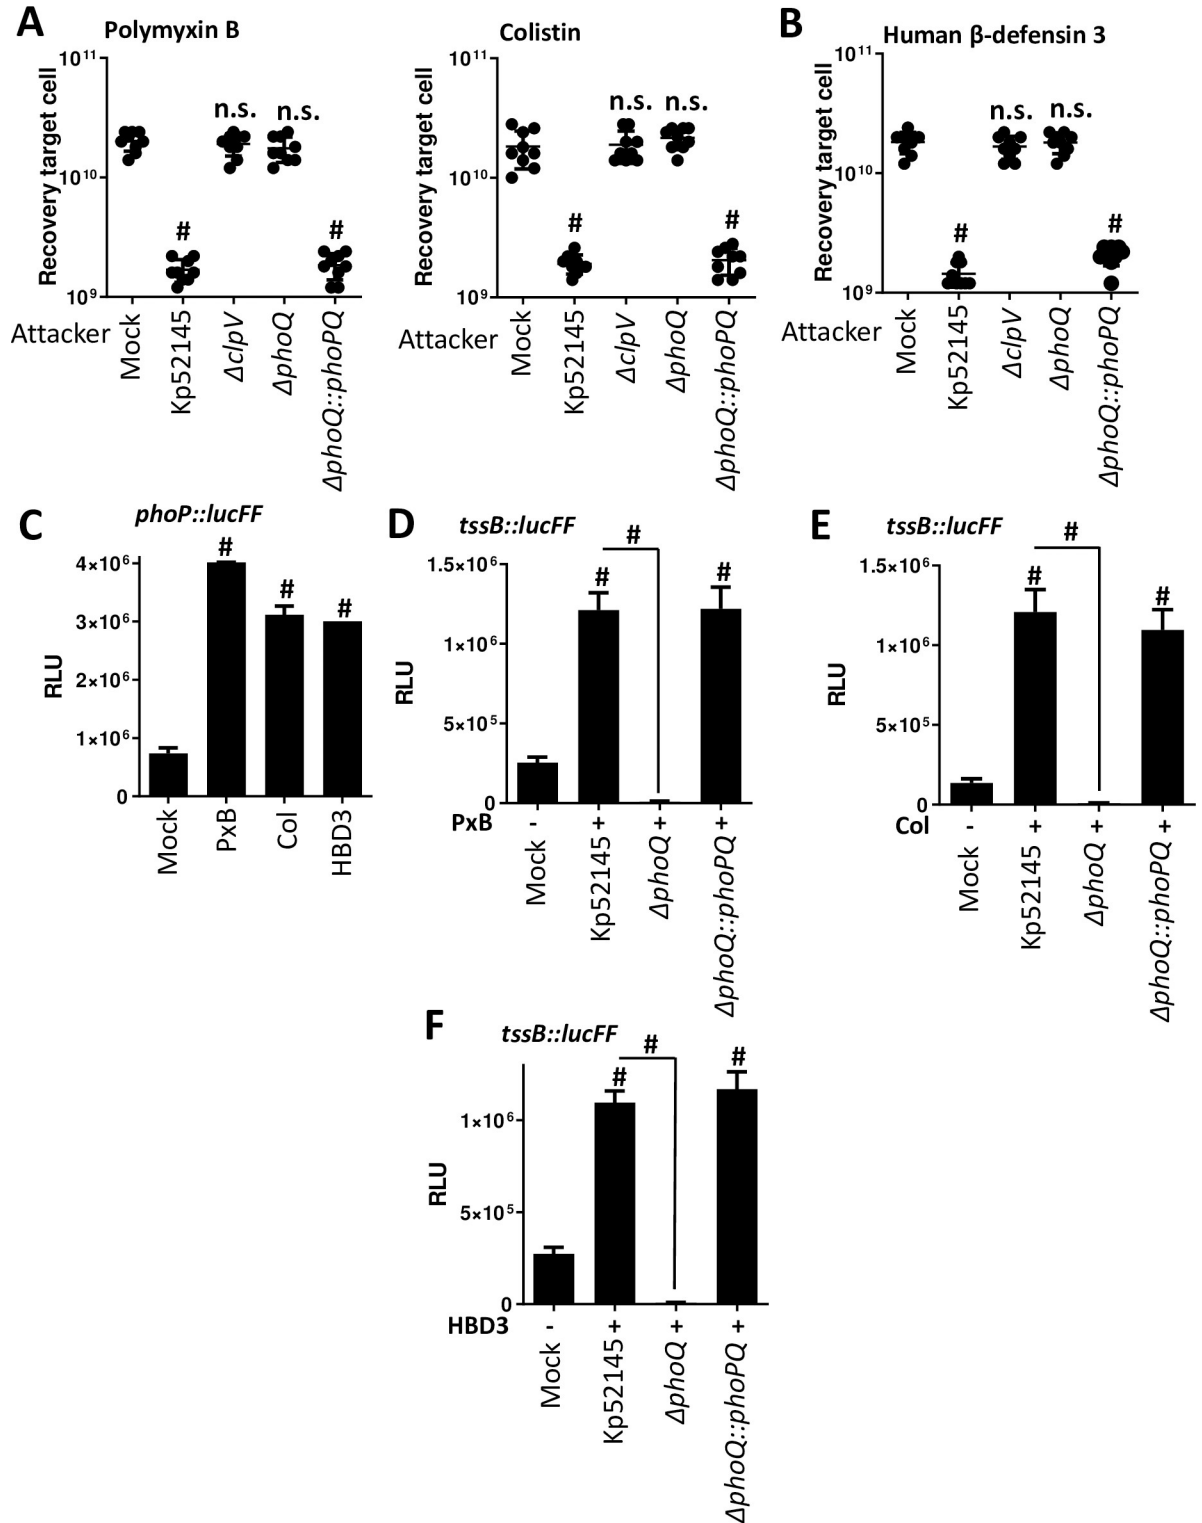 A
Polymyxin B
Recovery target cell
10¹¹
10¹⁰
10⁹
n.s.
n.s.
#
#
Attacker
Mock
Kp52145
ΔclpV
ΔphoQ
ΔphoQ::phoPQ
Colistin
Recovery target cell
10¹¹
10¹⁰
10⁹
n.s.
n.s.
#
#
Attacker
Mock
Kp52145
ΔclpV
ΔphoQ
ΔphoQ::phoPQ
B
Human β-defensin 3
Recovery target cell
10¹¹
10¹⁰
10⁹
n.s.
n.s.
#
#
Attacker
Mock
Kp52145
ΔclpV
ΔphoQ
ΔphoQ::phoPQ
C
phoP::lucFF
RLU
4×10⁶
3×10⁶
2×10⁶
1×10⁶
0
#
#
#
Mock
PxB
Col
HBD3
D
tssB::lucFF
RLU
1.5×10⁶
1×10⁶
5×10⁵
0
#
#
#
PxB - + + +
Mock
Kp52145
ΔphoQ
ΔphoQ::phoPQ
E
tssB::lucFF
RLU
1.5×10⁶
1×10⁶
5×10⁵
0
#
#
#
Col - + + +
Mock
Kp52145
ΔphoQ
ΔphoQ::phoPQ
F
tssB::lucFF
RLU
1×10⁶
5×10⁵
0
#
#
#
HBD3 - + + +
Mock
Kp52145
ΔphoQ
ΔphoQ::phoPQ